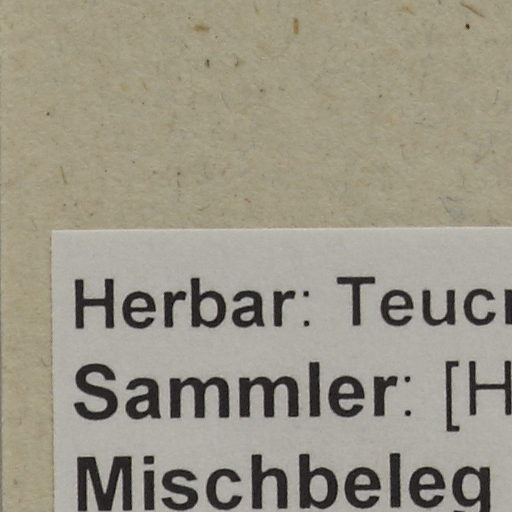 Herbar: Teuc
Sammler: [H
Mischbeleg